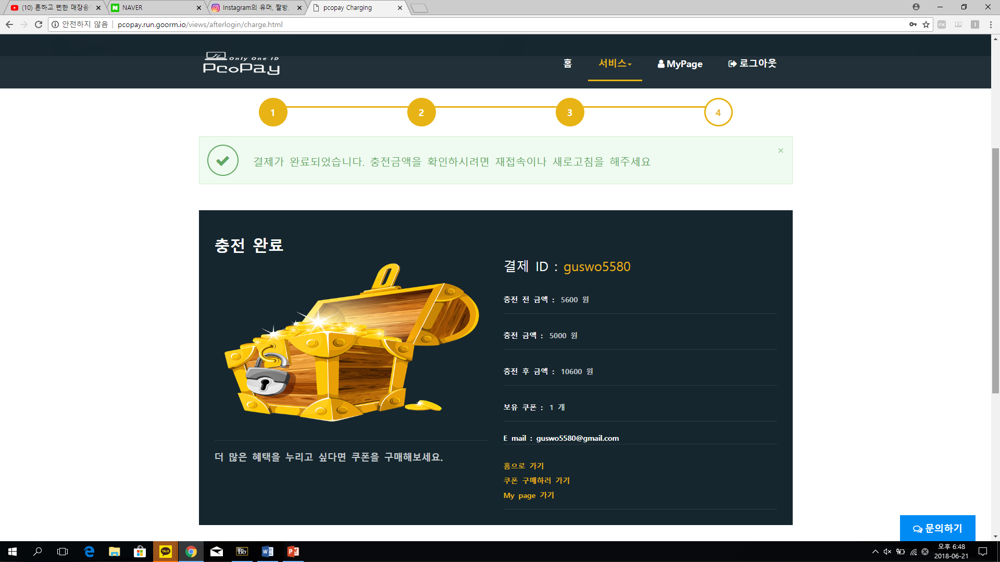 (10) 흔하고 뻔한 매장음
NAVER
Instagram의 유머, 짤방,
pcopay Charging
안전하지 않음
pcopay.run.goorm.io/views/afterlogin/charge.html
Only One ID
PcoPay
홈
서비스
MyPage
로그아웃
1
2
3
4
결제가 완료되었습니다. 충전금액을 확인하시려면 재접속이나 새로고침을 해주세요
×
충전 완료
더 많은 혜택을 누리고 싶다면 쿠폰을 구매해보세요.
결제 ID : guswo5580
충전 전 금액 : 5600 원
충전 금액 : 5000 원
충전 후 금액 : 10600 원
보유 쿠폰 : 1 개
E mail : guswo5580@gmail.com
홈으로 가기
쿠폰 구매하러 가기
My page 가기
문의하기
TALK
Bb
오후 6:48
2018-06-21